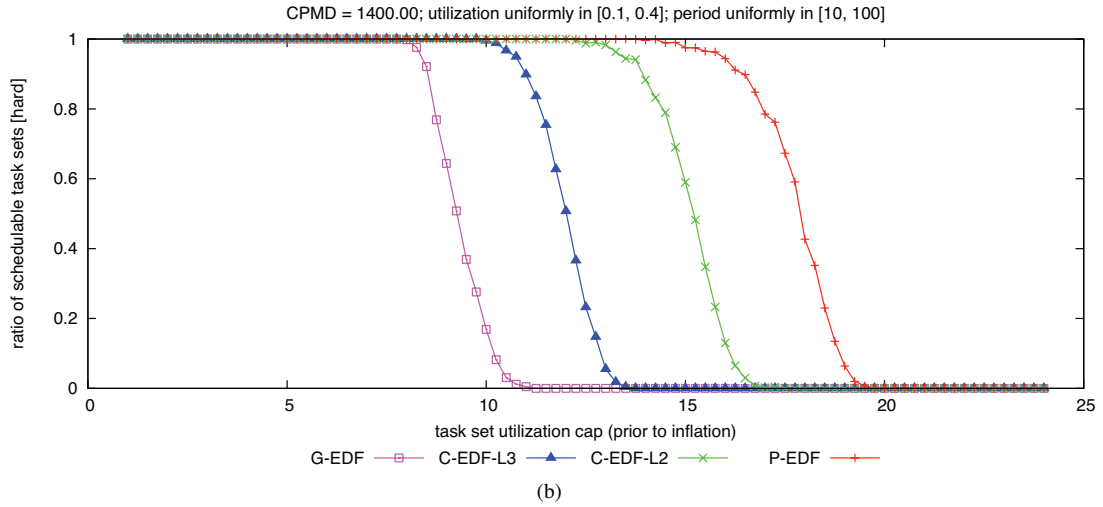 CPMD = 1400.00; utilization uniformly in [0.1, 0.4]; period uniformly in [10, 100]
ratio of schedulable task sets [hard]
1
0.8
0.6
0.4
0.2
0
0 5 10 15 20 25
task set utilization cap (prior to inflation)
G-EDF C-EDF-L3 C-EDF-L2 P-EDF
(b)